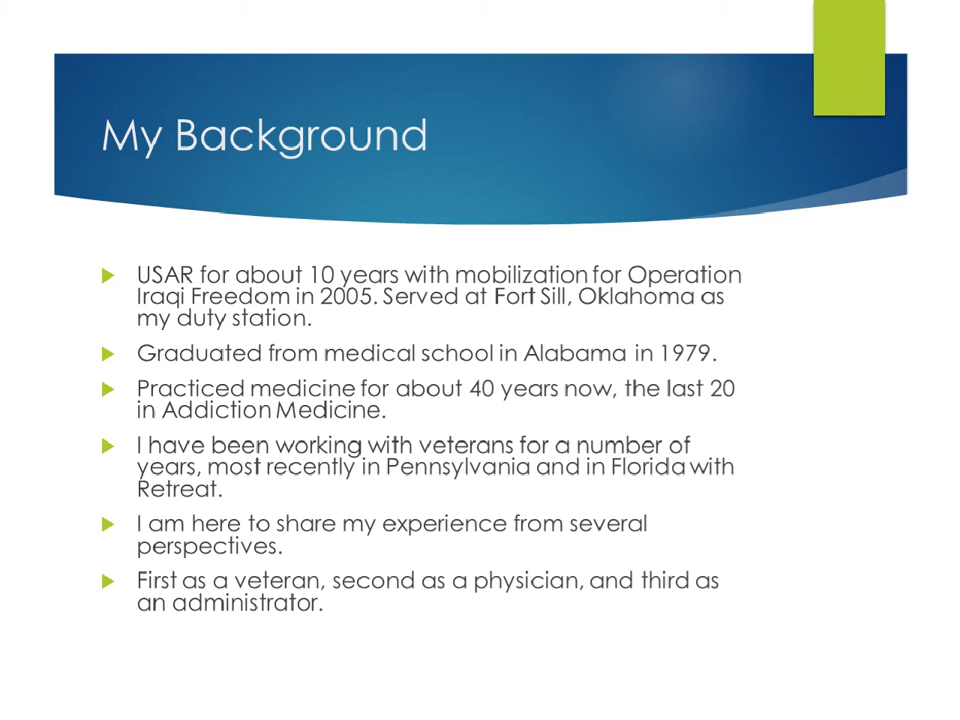 My Background
USAR for about 10 years with mobilization for Operation
Iraqi Freedom in 2005. Served at Fort Sill, Oklahoma as
my duty station.
Graduated from medical school in Alabama in 1979.
Practiced medicine for about 40 years now, the last 20
in Addiction Medicine.
I have been working with veterans for a number of
years, most recently in Pennsylvania and in Florida with
Retreat.
I am here to share my experience from several
perspectives.
First as a veteran, second as a physician, and third as
an administrator.